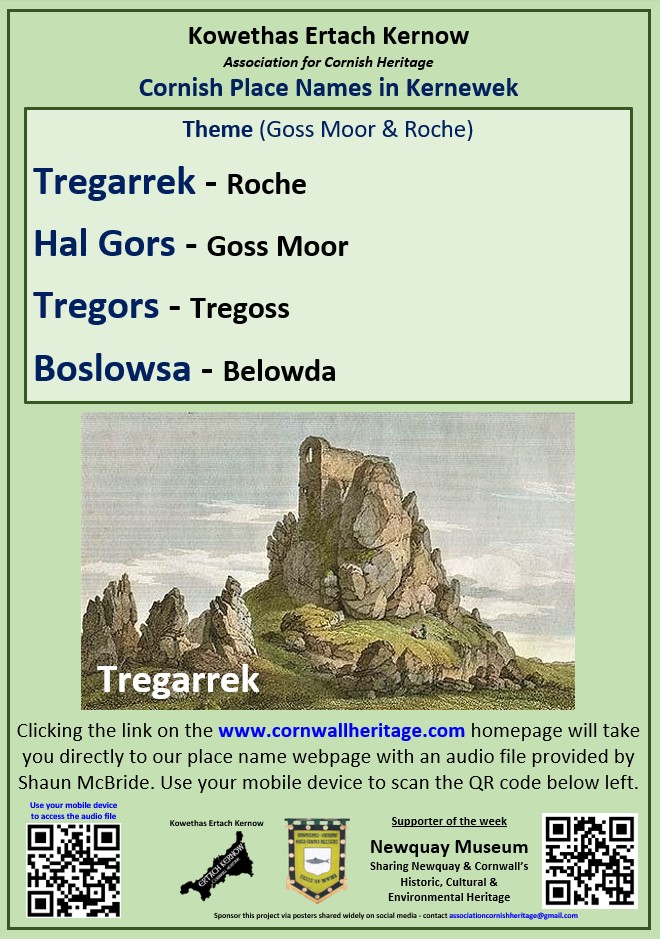 Kowethas Ertach Kernow
Association for Cornish Heritage
Cornish Place Names in Kernewek
Theme (Goss Moor & Roche)
Tregarrek - Roche
Hal Gors - Goss Moor
Tregors - Tregoss
Boslowsa - Belowda
Tregarrek
Clicking the link on the www.cornwallheritage.com homepage will take
you directly to our place name webpage with an audio file provided by
Shaun McBride. Use your mobile device to scan the QR code below left.
Use your mobile device
to access the audio file
Kowethas Ertach Kernow
ERTACH KERNOW
Supporter of the week
Newquay Museum
Sharing Newquay & Cornwall's
Historic, Cultural &
Environmental Heritage
Sponsor this project via posters shared widely on social media - contact associationcornishheritage@gmail.com